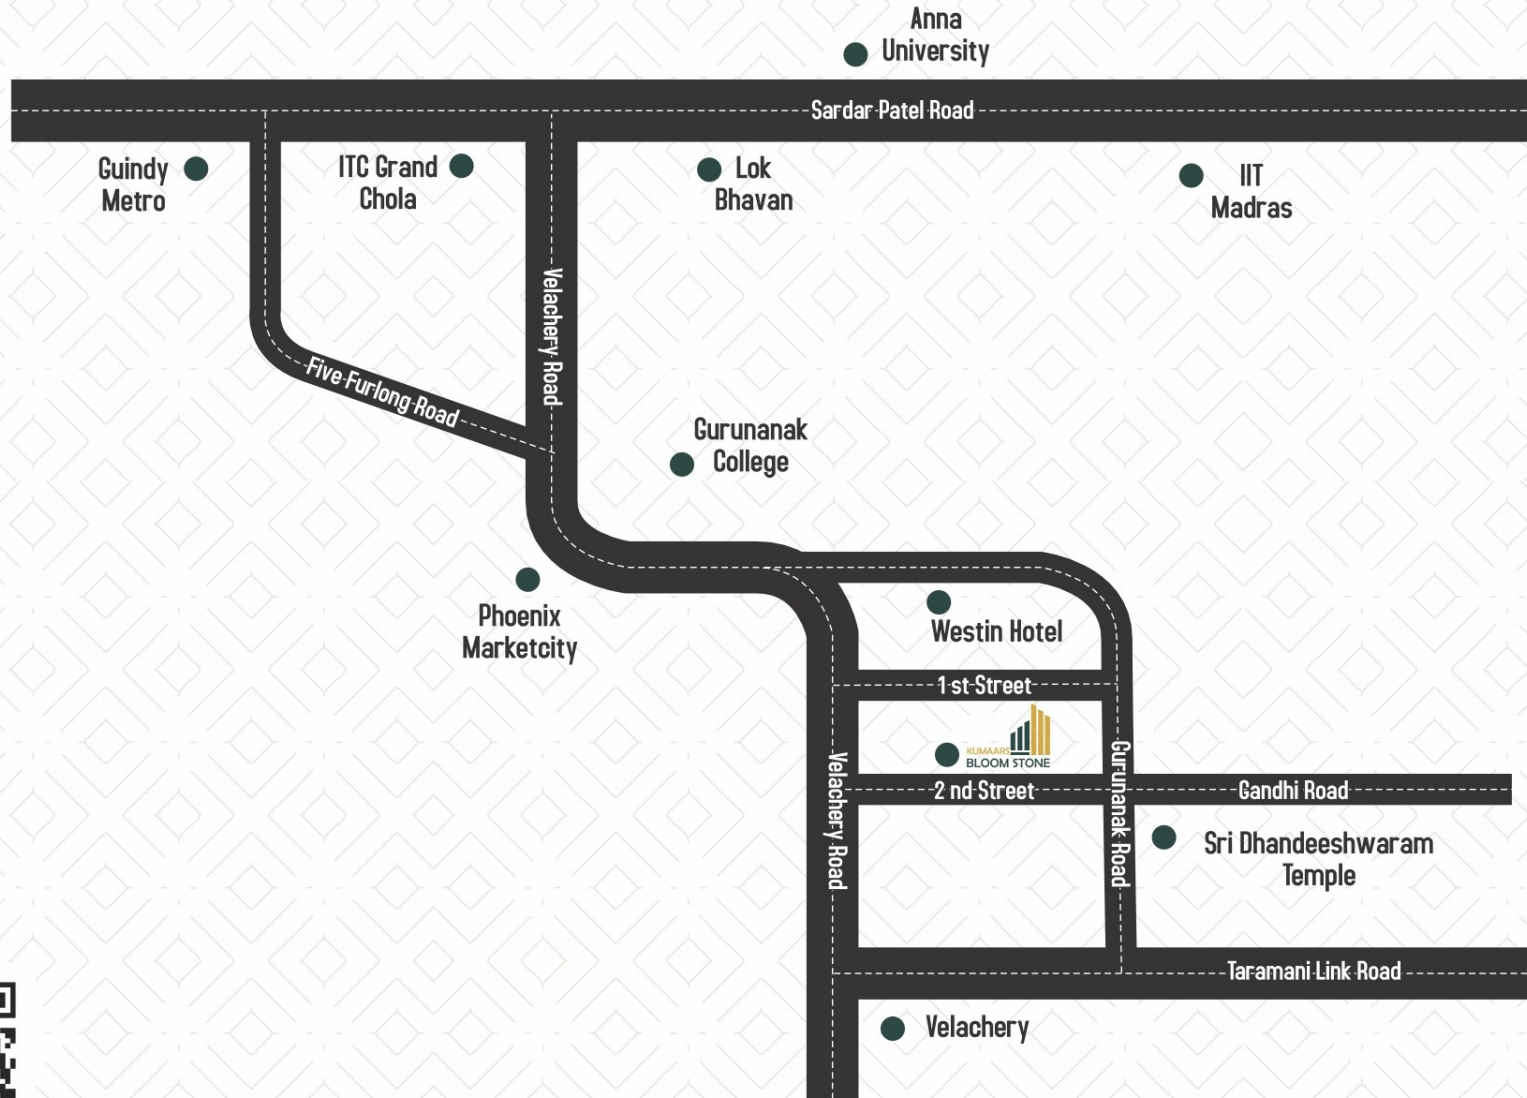 Anna
University
Sardar Patel Road
Guindy
Metro
ITC Grand
Chola
Lok
Bhavan
IIT
Madras
Velachery Road
Five Furlong Road
Gurunanak
College
Phoenix
Marketcity
Westin Hotel
1 st Street
KUMAARS
BLOOM STONE
2 nd Street
Gandhi Road
Velachery Road
Gurunanak Road
Sri Dhandeeshwaram
Temple
Taramani Link Road
Velachery